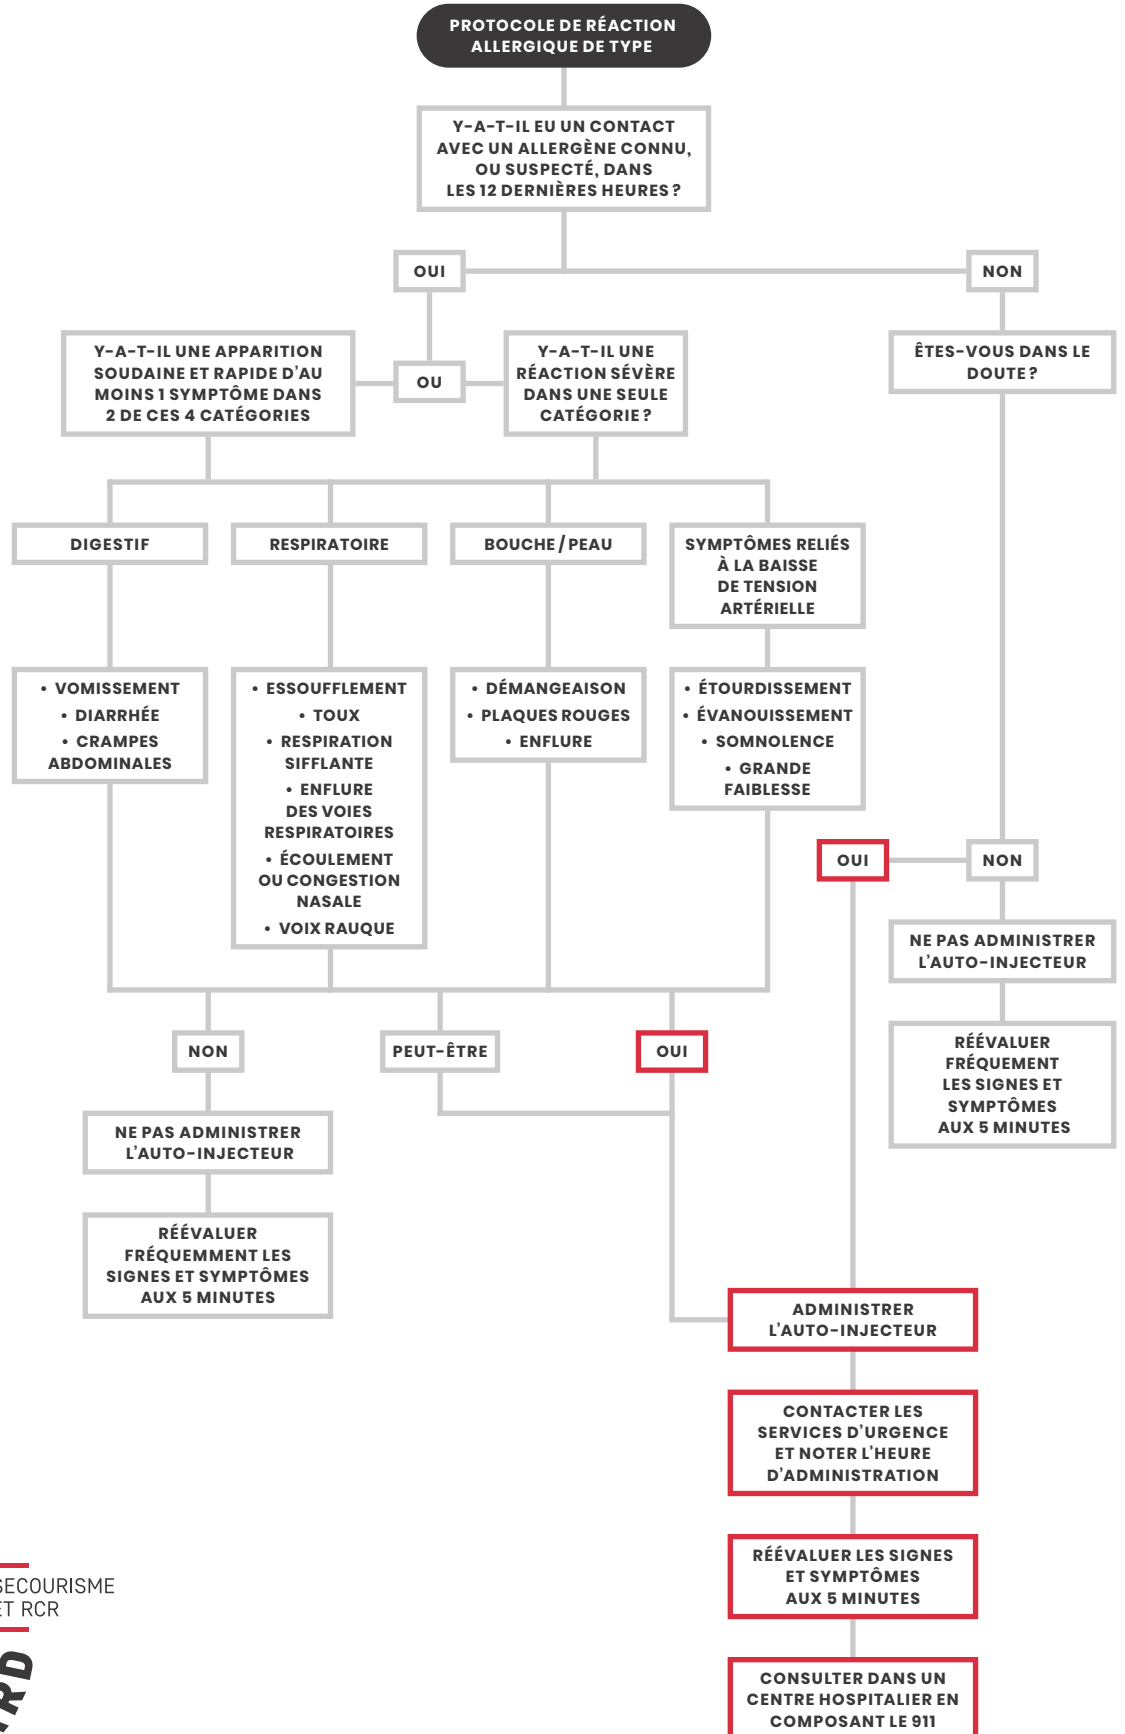 PROTOCOLE DE RÉACTION
ALLERGIQUE DE TYPE
Y-A-T-IL EU UN CONTACT
AVEC UN ALLERGÈNE CONNU,
OU SUSPECTÉ, DANS
LES 12 DERNIÈRES HEURES ?
OUI
NON
Y-A-T-IL UNE APPARITION
SOUDAINE ET RAPIDE D'AU
MOINS 1 SYMPTÔME DANS
2 DE CES 4 CATÉGORIES
OU
Y-A-T-IL UNE
RÉACTION SÉVÈRE
DANS UNE SEULE
CATÉGORIE ?
ÊTES-VOUS DANS LE
DOUTE ?
DIGESTIF
RESPIRATOIRE
BOUCHE / PEAU
SYMPTÔMES RELIÉS
À LA BAISSE
DE TENSION
ARTÉRIELLE
• VOMISSEMENT
• DIARRHÉE
• CRAMPES
ABDOMINALES
• ESSOUFFLEMENT
• TOUX
• RESPIRATION
SIFFLANTE
• ENFLURE
DES VOIES
RESPIRATOIRES
• ÉCOULEMENT
OU CONGESTION
NASALE
• VOIX RAUQUE
• DÉMANGEAISON
• PLAQUES ROUGES
• ENFLURE
• ÉTOURDISSEMENT
• ÉVANOUISSEMENT
• SOMNOLENCE
• GRANDE
FAIBLESSE
OUI
NON
NE PAS ADMINISTRER
L'AUTO-INJECTEUR
RÉÉVALUER
FRÉQUEMENT
LES SIGNES ET
SYMPTÔMES
AUX 5 MINUTES
NON
PEUT-ÊTRE
OUI
NE PAS ADMINISTRER
L'AUTO-INJECTEUR
RÉÉVALUER
FRÉQUEMMENT LES
SIGNES ET SYMPTÔMES
AUX 5 MINUTES
ADMINISTRER
L'AUTO-INJECTEUR
CONTACTER LES
SERVICES D'URGENCE
ET NOTER L'HEURE
D'ADMINISTRATION
RÉÉVALUER LES SIGNES
ET SYMPTÔMES
AUX 5 MINUTES
CONSULTER DANS UN
CENTRE HOSPITALIER EN
COMPOSANT LE 911
SECOURISME
ET RCR